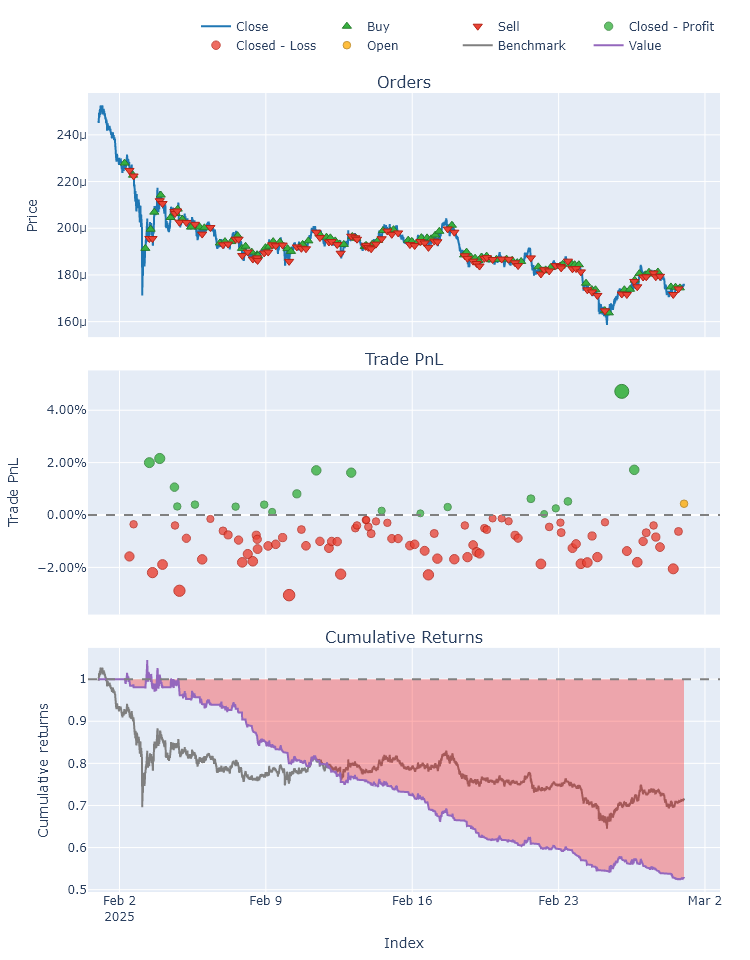 Close Buy Sell Closed - Profit
Closed - Loss Open Benchmark Value
Orders
240μ
220μ
200μ
180μ
160μ
Price
Trade PnL
4.00%
2.00%
0.00%
−2.00%
Trade PnL
Cumulative Returns
1
0.9
0.8
0.7
0.6
0.5
Cumulative returns
Feb 2 Feb 9 Feb 16 Feb 23 Mar 2
2025
Index